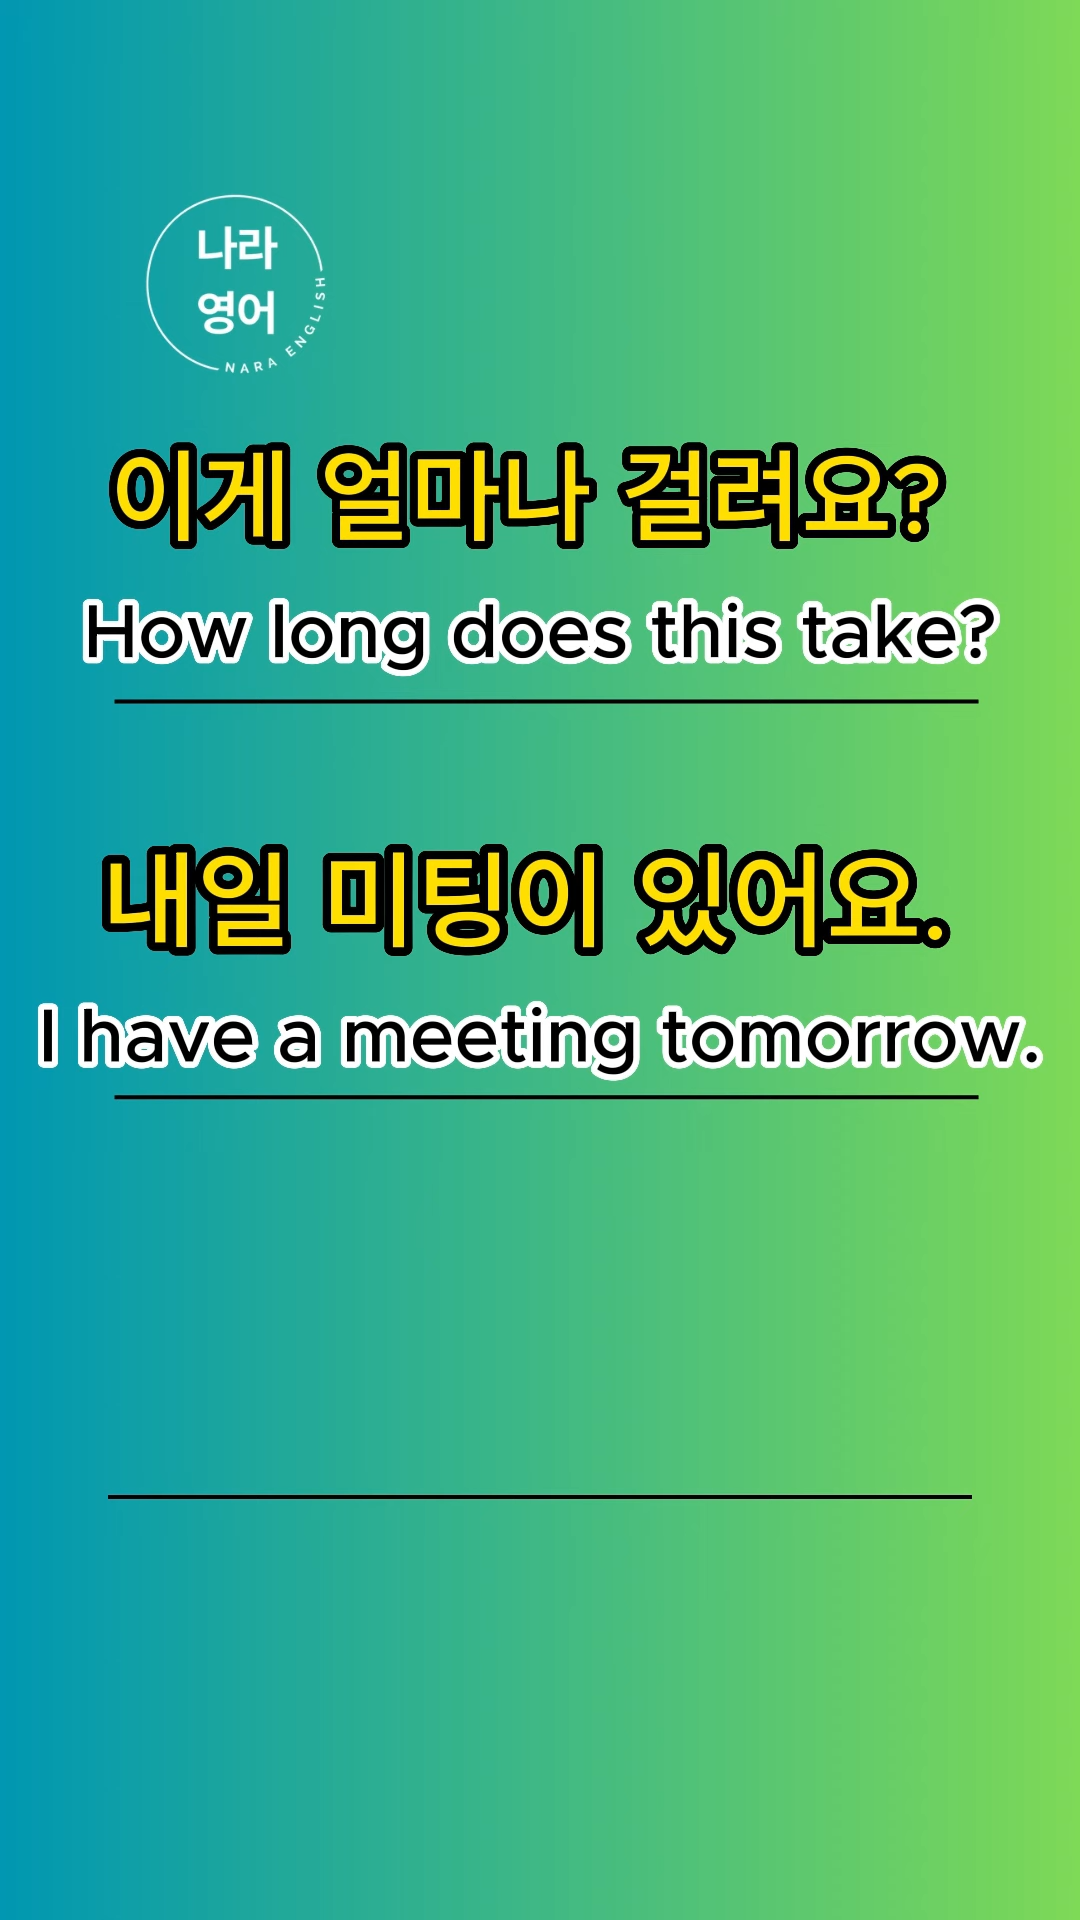 나라
영어
NARA ENGLISH
이게 얼마나 걸려요?
How long does this take?
내일 미팅이 있어요.
I have a meeting tomorrow.